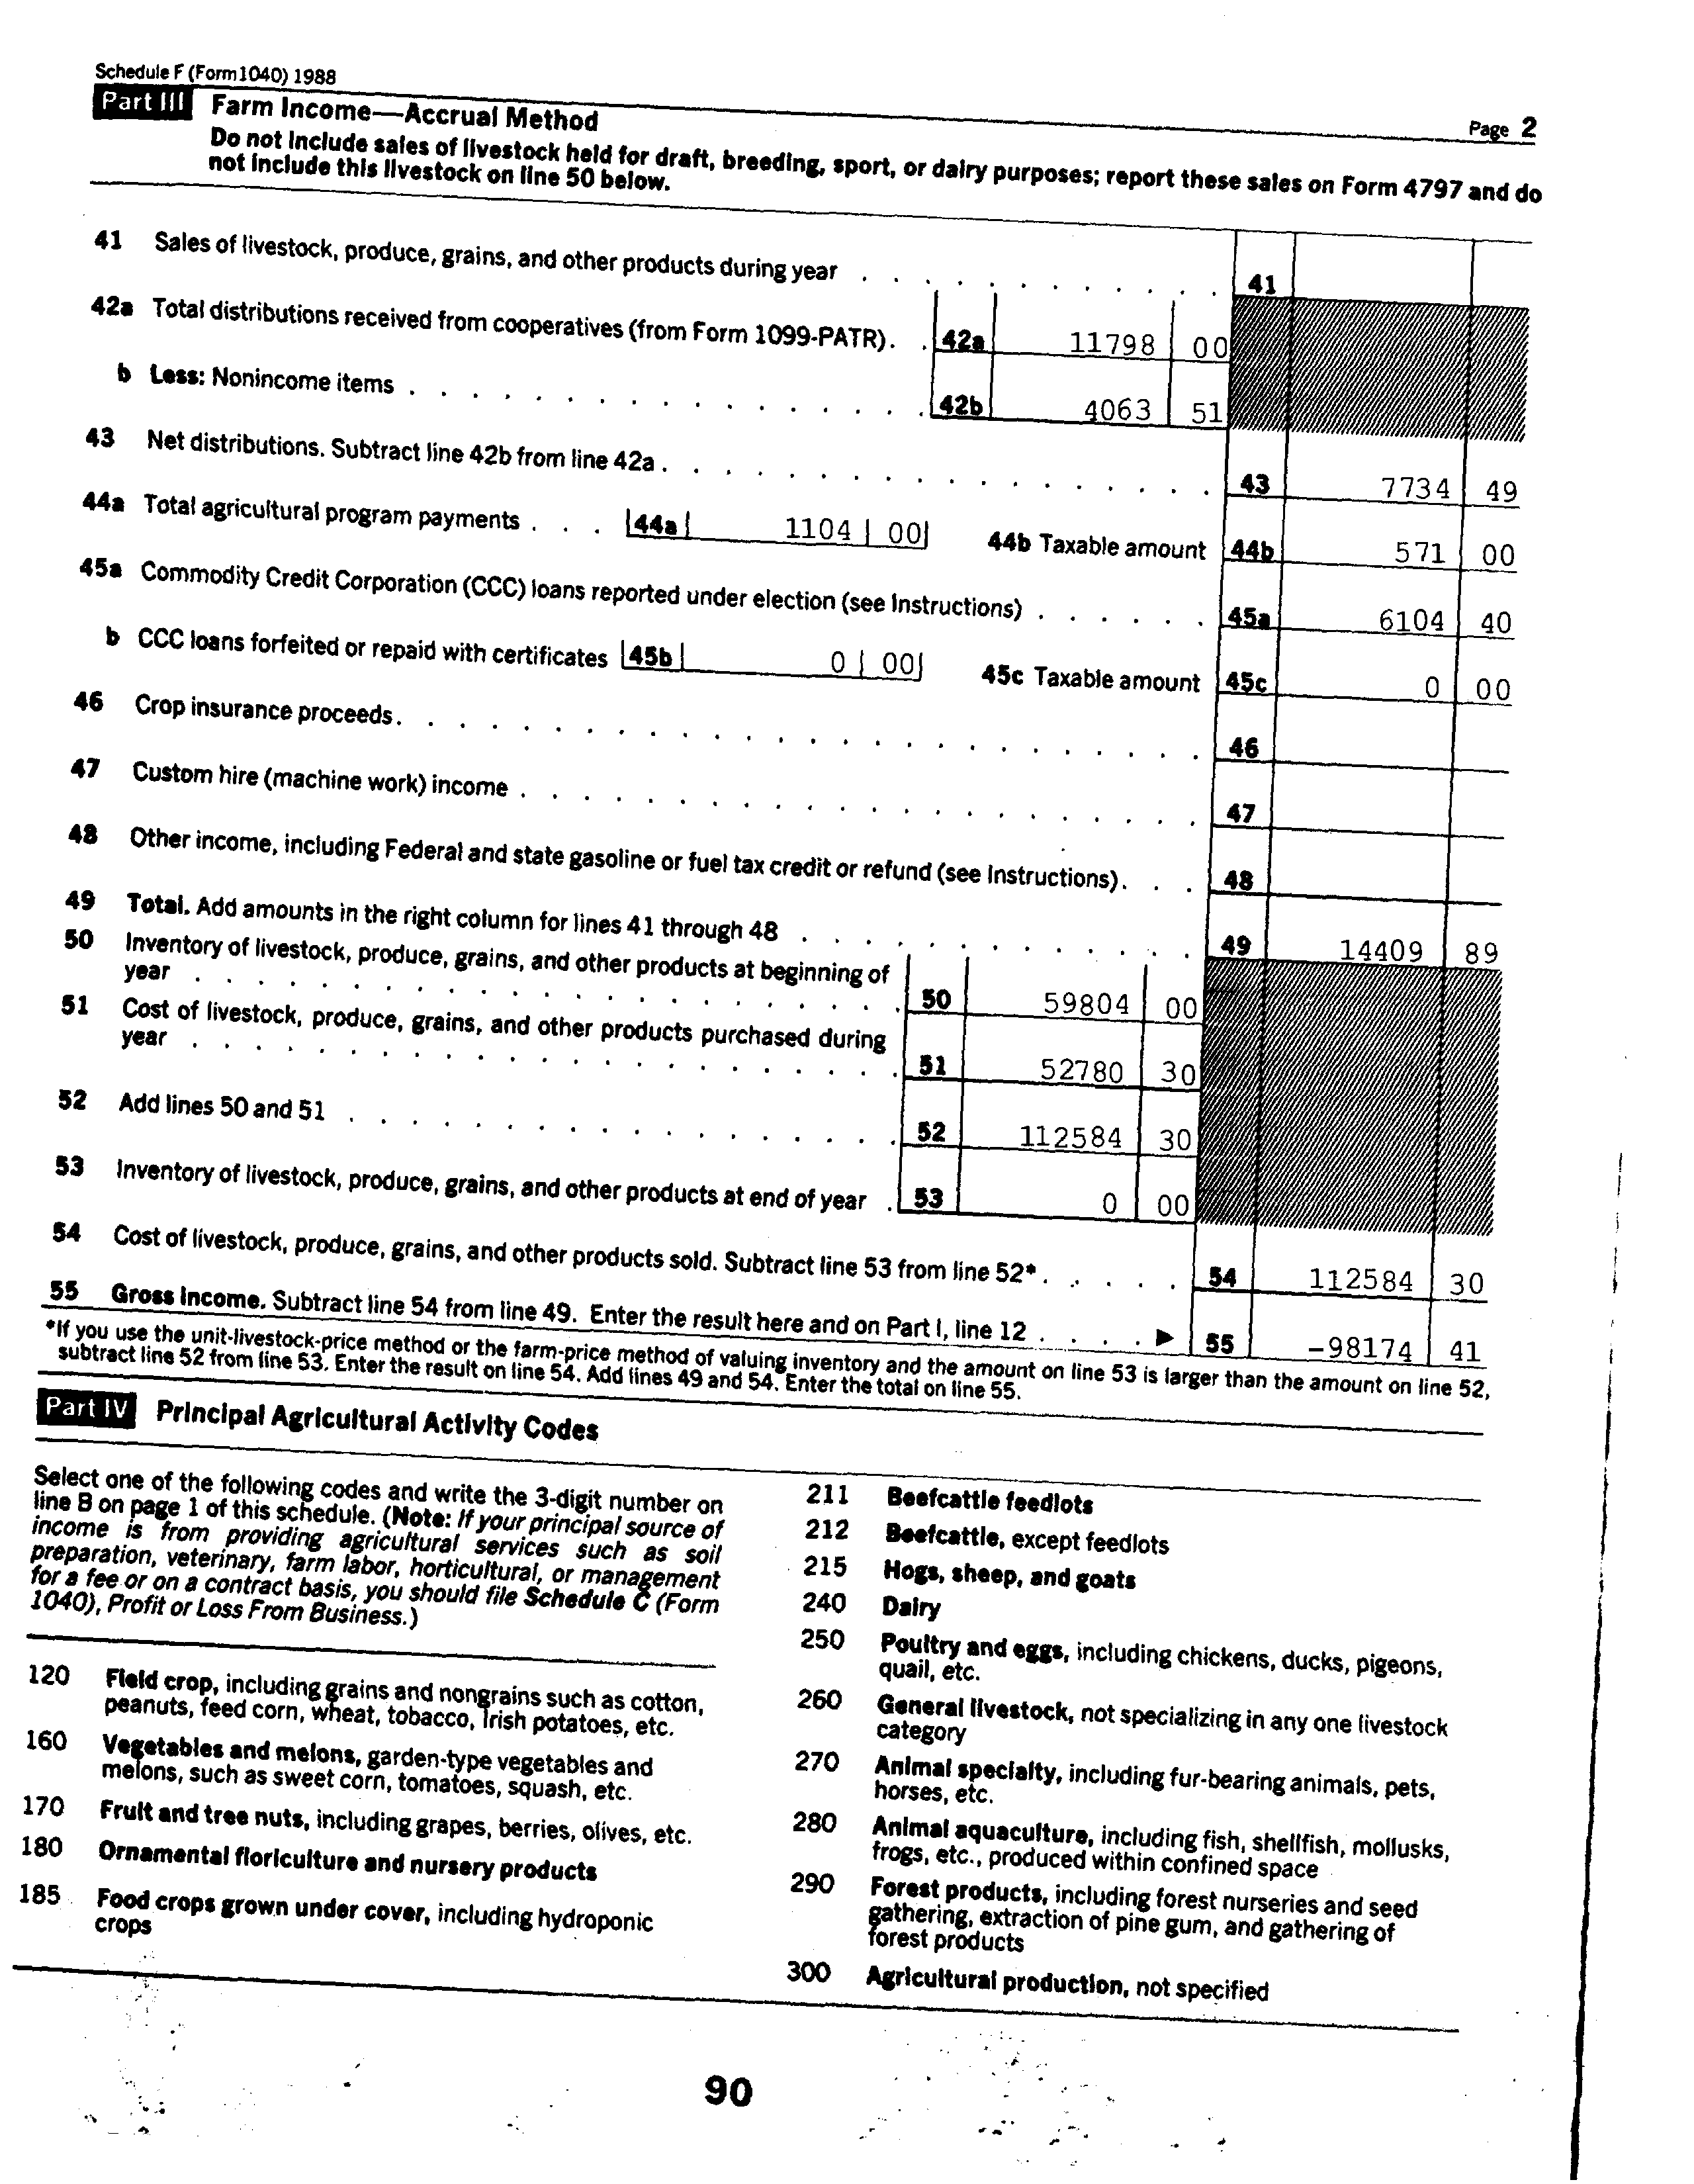 Schedule F (Form 1040) 1988
Page 2
Part III Farm Income—Accrual Method
Do not include sales of livestock held for draft, breeding, sport, or dairy purposes; report these sales on Form 4797 and do
not include this livestock on line 50 below.
41 Sales of livestock, produce, grains, and other products during year . . . . . . . . . . . . 41
42a Total distributions received from cooperatives (from Form 1099-PATR) . . 42a 11798 00
b Less: Nonincome items . . . . . . . . . . . . . . . . . 42b 4063 51
43 Net distributions. Subtract line 42b from line 42a . . . . . . . . . . . . . . . . . . 43 7734 49
44a Total agricultural program payments . . . 44a 1104 00 44b Taxable amount 44b 571 00
45a Commodity Credit Corporation (CCC) loans reported under election (see Instructions) . . . . . . 45a 6104 40
b CCC loans forfeited or repaid with certificates 45b 0 00 45c Taxable amount 45c 0 00
46 Crop insurance proceeds . . . . . . . . . . . . . . . . . . . . . . . . . . 46
47 Custom hire (machine work) income . . . . . . . . . . . . . . . . . . . . . . 47
48 Other income, including Federal and state gasoline or fuel tax credit or refund (see Instructions) . . . 48
49 Total. Add amounts in the right column for lines 41 through 48 . . . . . . . . . . . . . 49 14409 89
50 Inventory of livestock, produce, grains, and other products at beginning of
year . . . . . . . . . . . . . . . . . . . . . . . 50 59804 00
51 Cost of livestock, produce, grains, and other products purchased during
year . . . . . . . . . . . . . . . . . . . . . . . 51 52780 30
52 Add lines 50 and 51 . . . . . . . . . . . . . . . . . . 52 112584 30
53 Inventory of livestock, produce, grains, and other products at end of year . 53 0 00
54 Cost of livestock, produce, grains, and other products sold. Subtract line 53 from line 52* . . . . . 54 112584 30
55 Gross income. Subtract line 54 from line 49. Enter the result here and on Part I, line 12 . . . . ▶ 55 -98174 41
*If you use the unit-livestock-price method or the farm-price method of valuing inventory and the amount on line 53 is larger than the amount on line 52,
subtract line 52 from line 53. Enter the result on line 54. Add lines 49 and 54. Enter the total on line 55.
Part IV Principal Agricultural Activity Codes
Select one of the following codes and write the 3-digit number on
line B on page 1 of this schedule. (Note: If your principal source of
income is from providing agricultural services such as soil
preparation, veterinary, farm labor, horticultural, or management
for a fee or on a contract basis, you should file Schedule C (Form
1040), Profit or Loss From Business.)
120 Field crop, including grains and nongrains such as cotton,
peanuts, feed corn, wheat, tobacco, Irish potatoes, etc.
160 Vegetables and melons, garden-type vegetables and
melons, such as sweet corn, tomatoes, squash, etc.
170 Fruit and tree nuts, including grapes, berries, olives, etc.
180 Ornamental floriculture and nursery products
185 Food crops grown under cover, including hydroponic
crops
211 Beefcattle feedlots
212 Beefcattle, except feedlots
215 Hogs, sheep, and goats
240 Dairy
250 Poultry and eggs, including chickens, ducks, pigeons,
quail, etc.
260 General livestock, not specializing in any one livestock
category
270 Animal specialty, including fur-bearing animals, pets,
horses, etc.
280 Animal aquaculture, including fish, shellfish, mollusks,
frogs, etc., produced within confined space
290 Forest products, including forest nurseries and seed
gathering, extraction of pine gum, and gathering of
forest products
300 Agricultural production, not specified
90